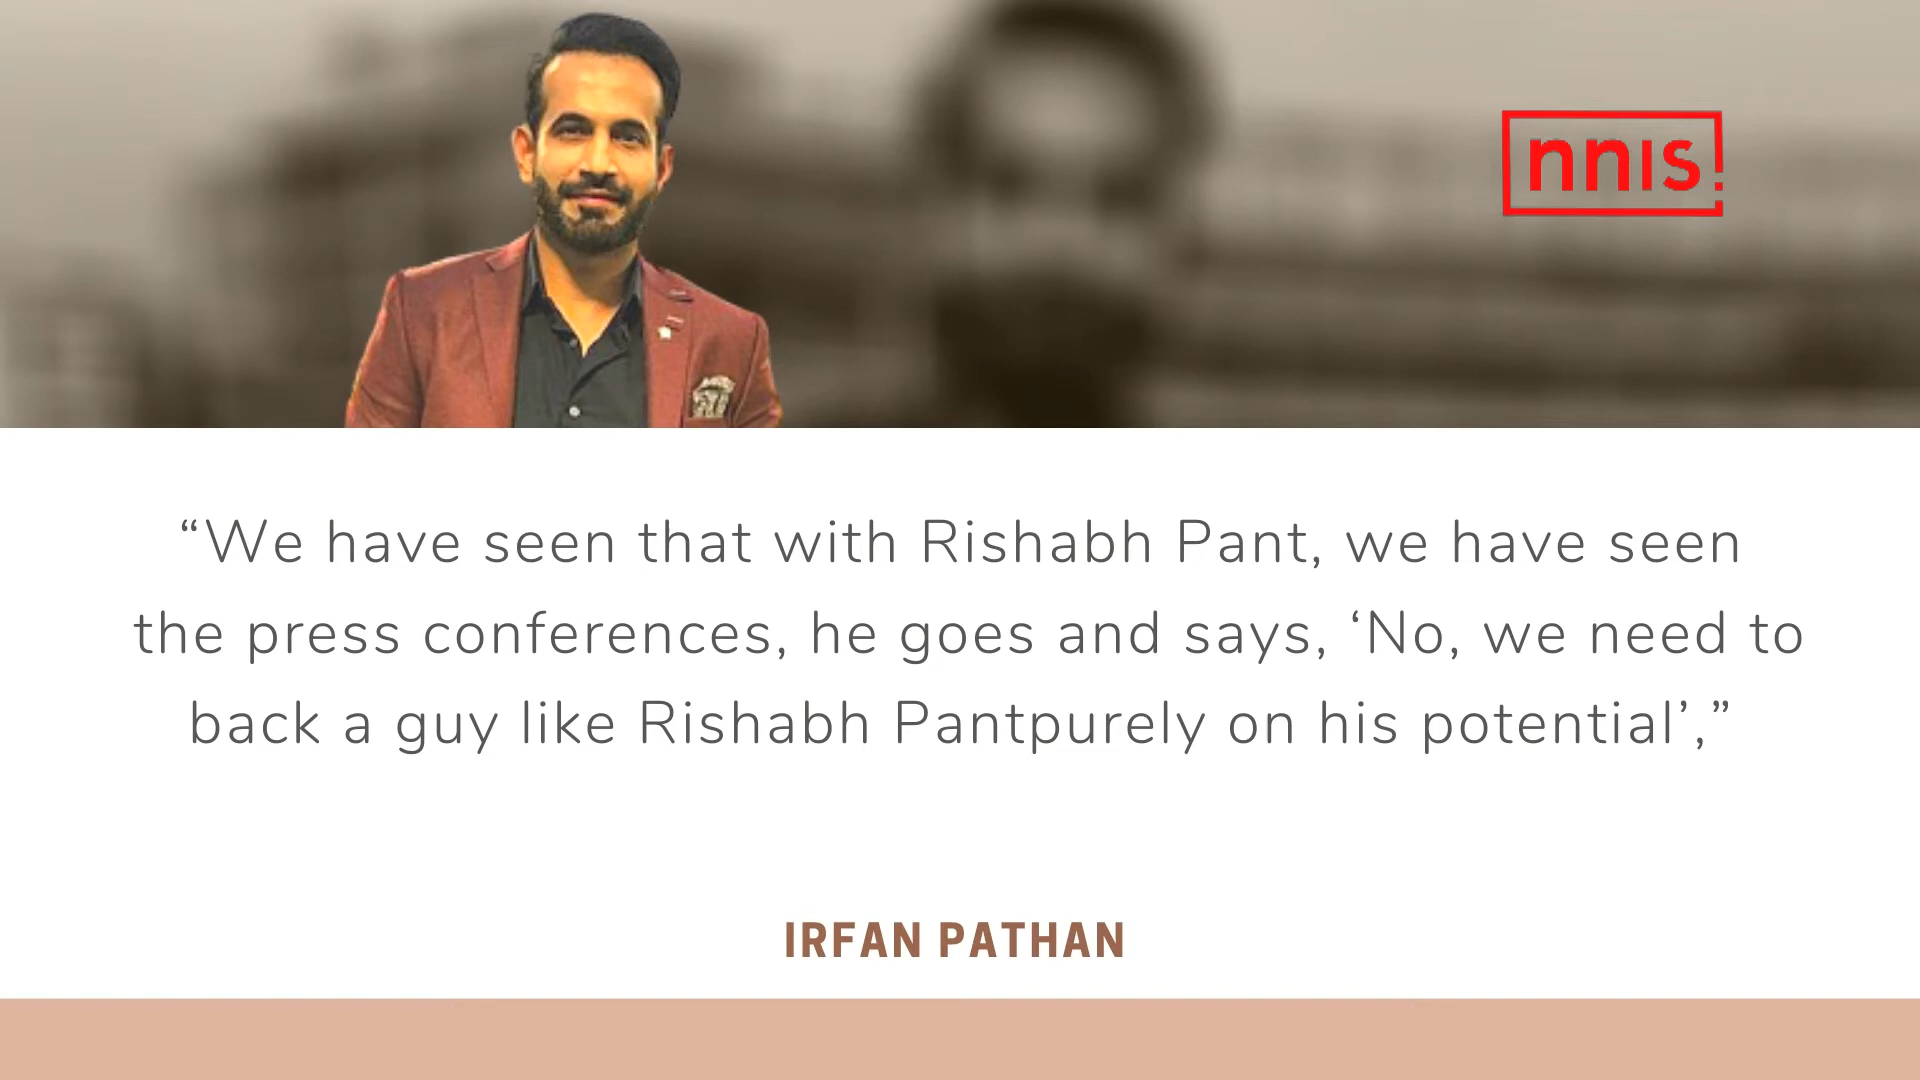 nnis!
“We have seen that with Rishabh Pant, we have seen
the press conferences, he goes and says, ‘No, we need to
back a guy like Rishabh Pantpurely on his potential’,”
IRFAN PATHAN